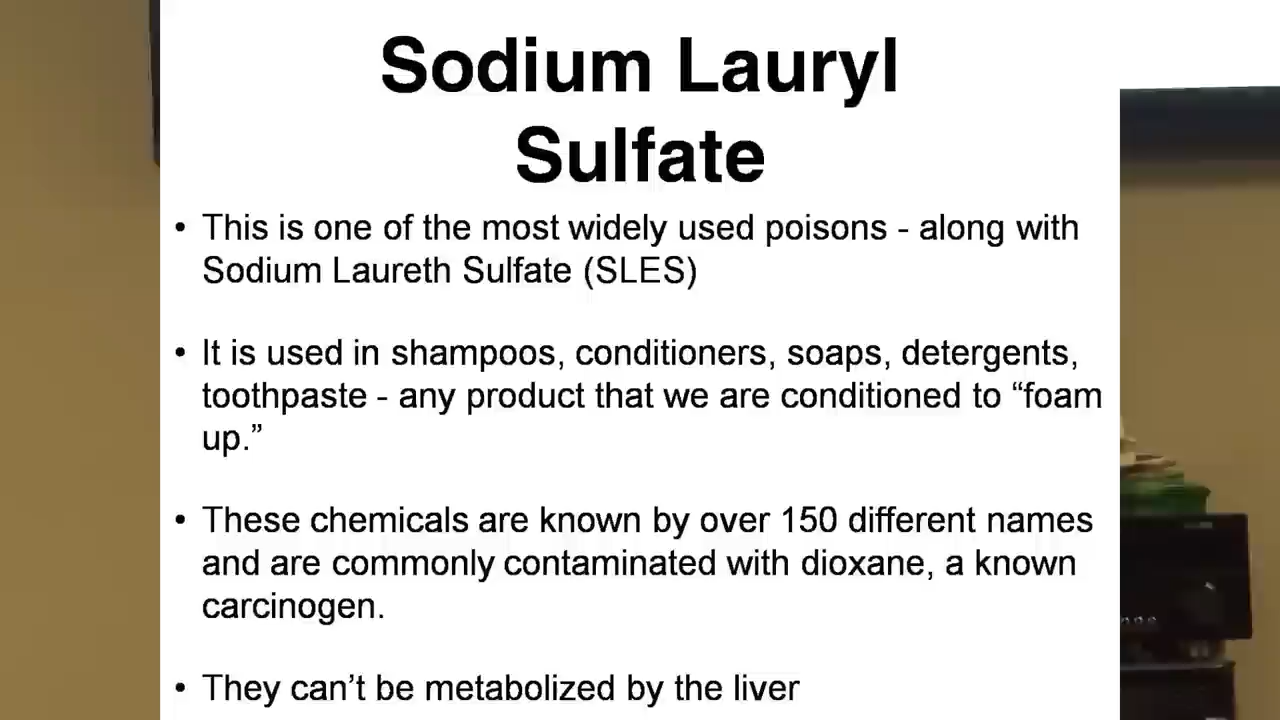 Sodium Lauryl
Sulfate
• This is one of the most widely used poisons - along with
Sodium Laureth Sulfate (SLES)
• It is used in shampoos, conditioners, soaps, detergents,
toothpaste - any product that we are conditioned to “foam
up.”
• These chemicals are known by over 150 different names
and are commonly contaminated with dioxane, a known
carcinogen.
• They can’t be metabolized by the liver